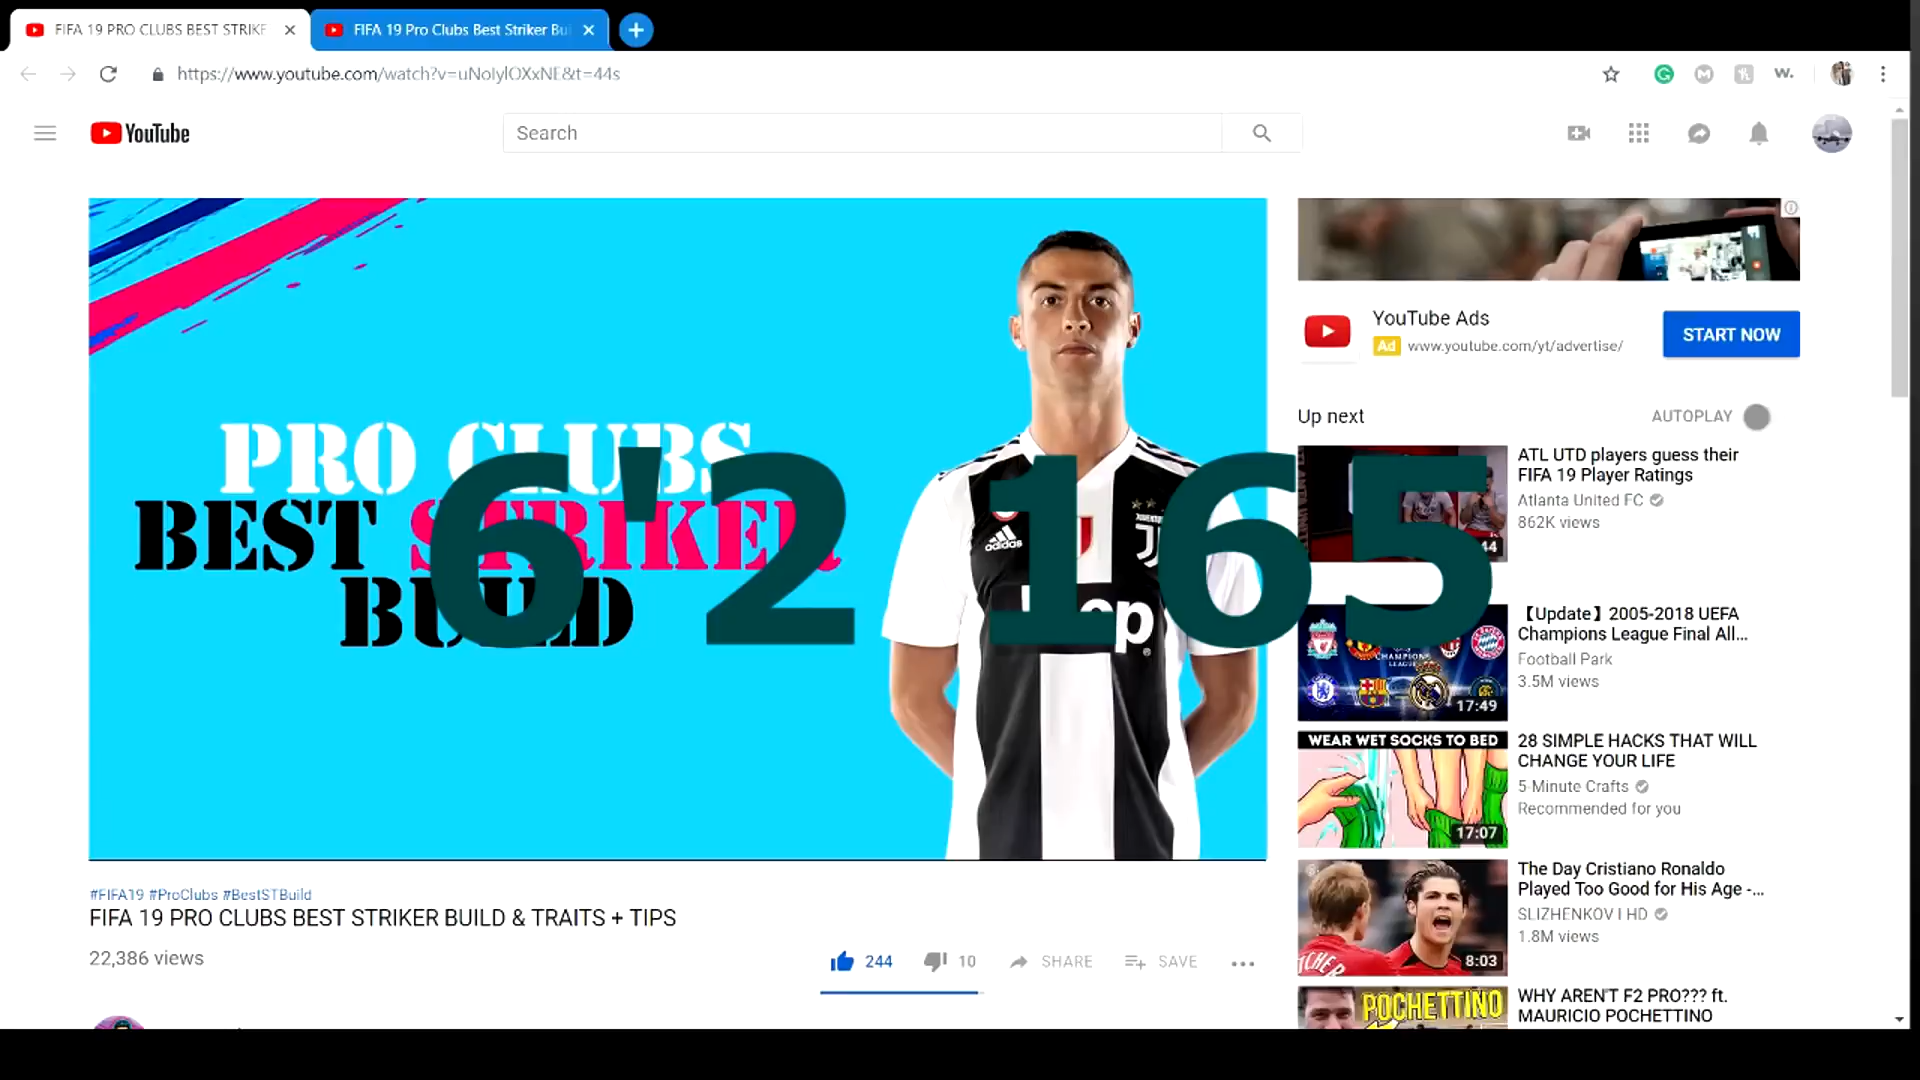 FIFA 19 PRO CLUBS BEST STRIKE
FIFA 19 Pro Clubs Best Striker Bu
https://www.youtube.com/watch?v=uNoIylOXxNE&t=44s
w.
YouTube
Search
YouTube Ads
Ad www.youtube.com/yt/advertise/
START NOW
Up next
AUTOPLAY
PRO CLUBS
BEST STRIKER
BUILD
6'2 165
adidas
Jeep
44
ATL UTD players guess their
FIFA 19 Player Ratings
Atlanta United FC
862K views
CHAMPIONS
LEAGUE
17:49
【Update】2005-2018 UEFA
Champions League Final All...
Football Park
3.5M views
WEAR WET SOCKS TO BED
17:07
28 SIMPLE HACKS THAT WILL
CHANGE YOUR LIFE
5-Minute Crafts
Recommended for you
TCHER
8:03
The Day Cristiano Ronaldo
Played Too Good for His Age -...
SLIZHENKOV I HD
1.8M views
POCHETTINO
WHY AREN'T F2 PRO??? ft.
MAURICIO POCHETTINO
#FIFA19 #ProClubs #BestSTBuild
FIFA 19 PRO CLUBS BEST STRIKER BUILD & TRAITS + TIPS
22,386 views
244
10
SHARE
SAVE